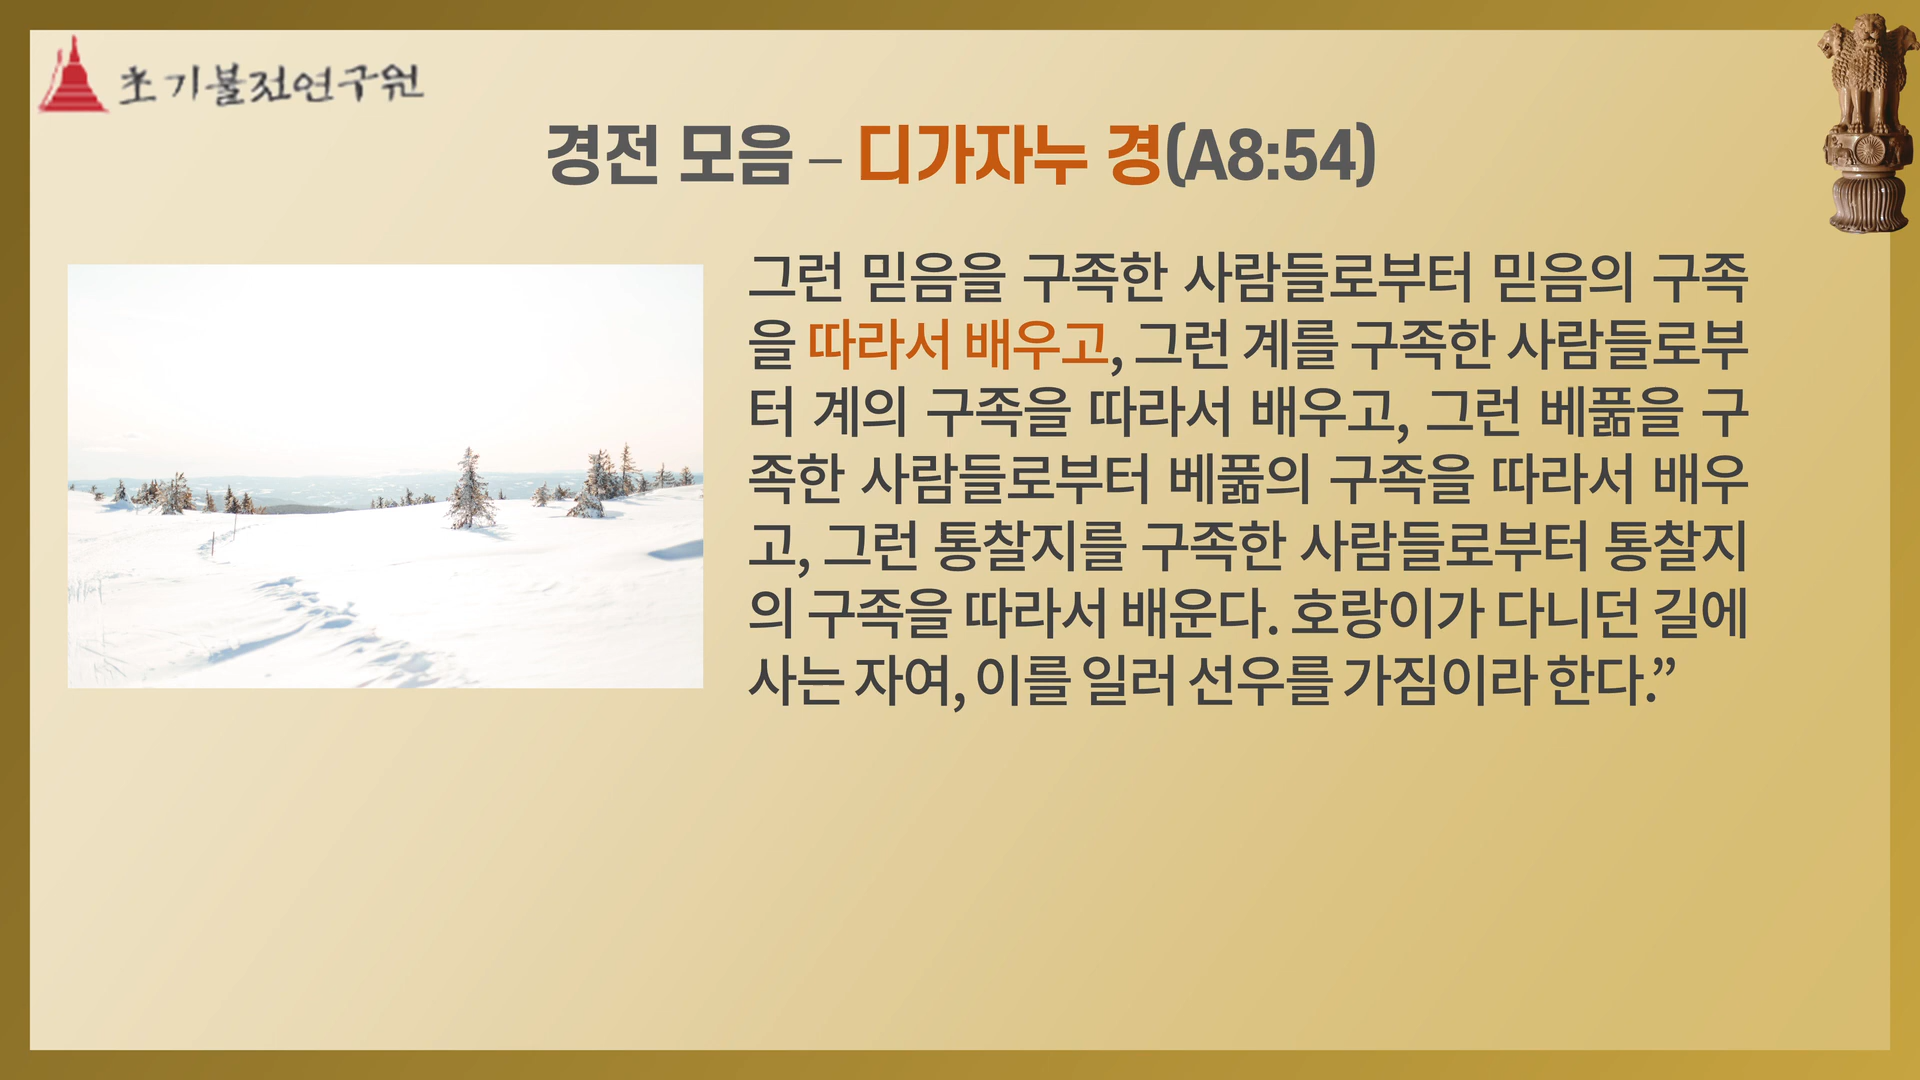 초기불전연구원
경전 모음 – 디가자누 경(A8:54)
그런 믿음을 구족한 사람들로부터 믿음의 구족
을 따라서 배우고, 그런 계를 구족한 사람들로부
터 계의 구족을 따라서 배우고, 그런 베풂을 구
족한 사람들로부터 베풂의 구족을 따라서 배우
고, 그런 통찰지를 구족한 사람들로부터 통찰지
의 구족을 따라서 배운다. 호랑이가 다니던 길에
사는 자여, 이를 일러 선우를 가짐이라 한다.”